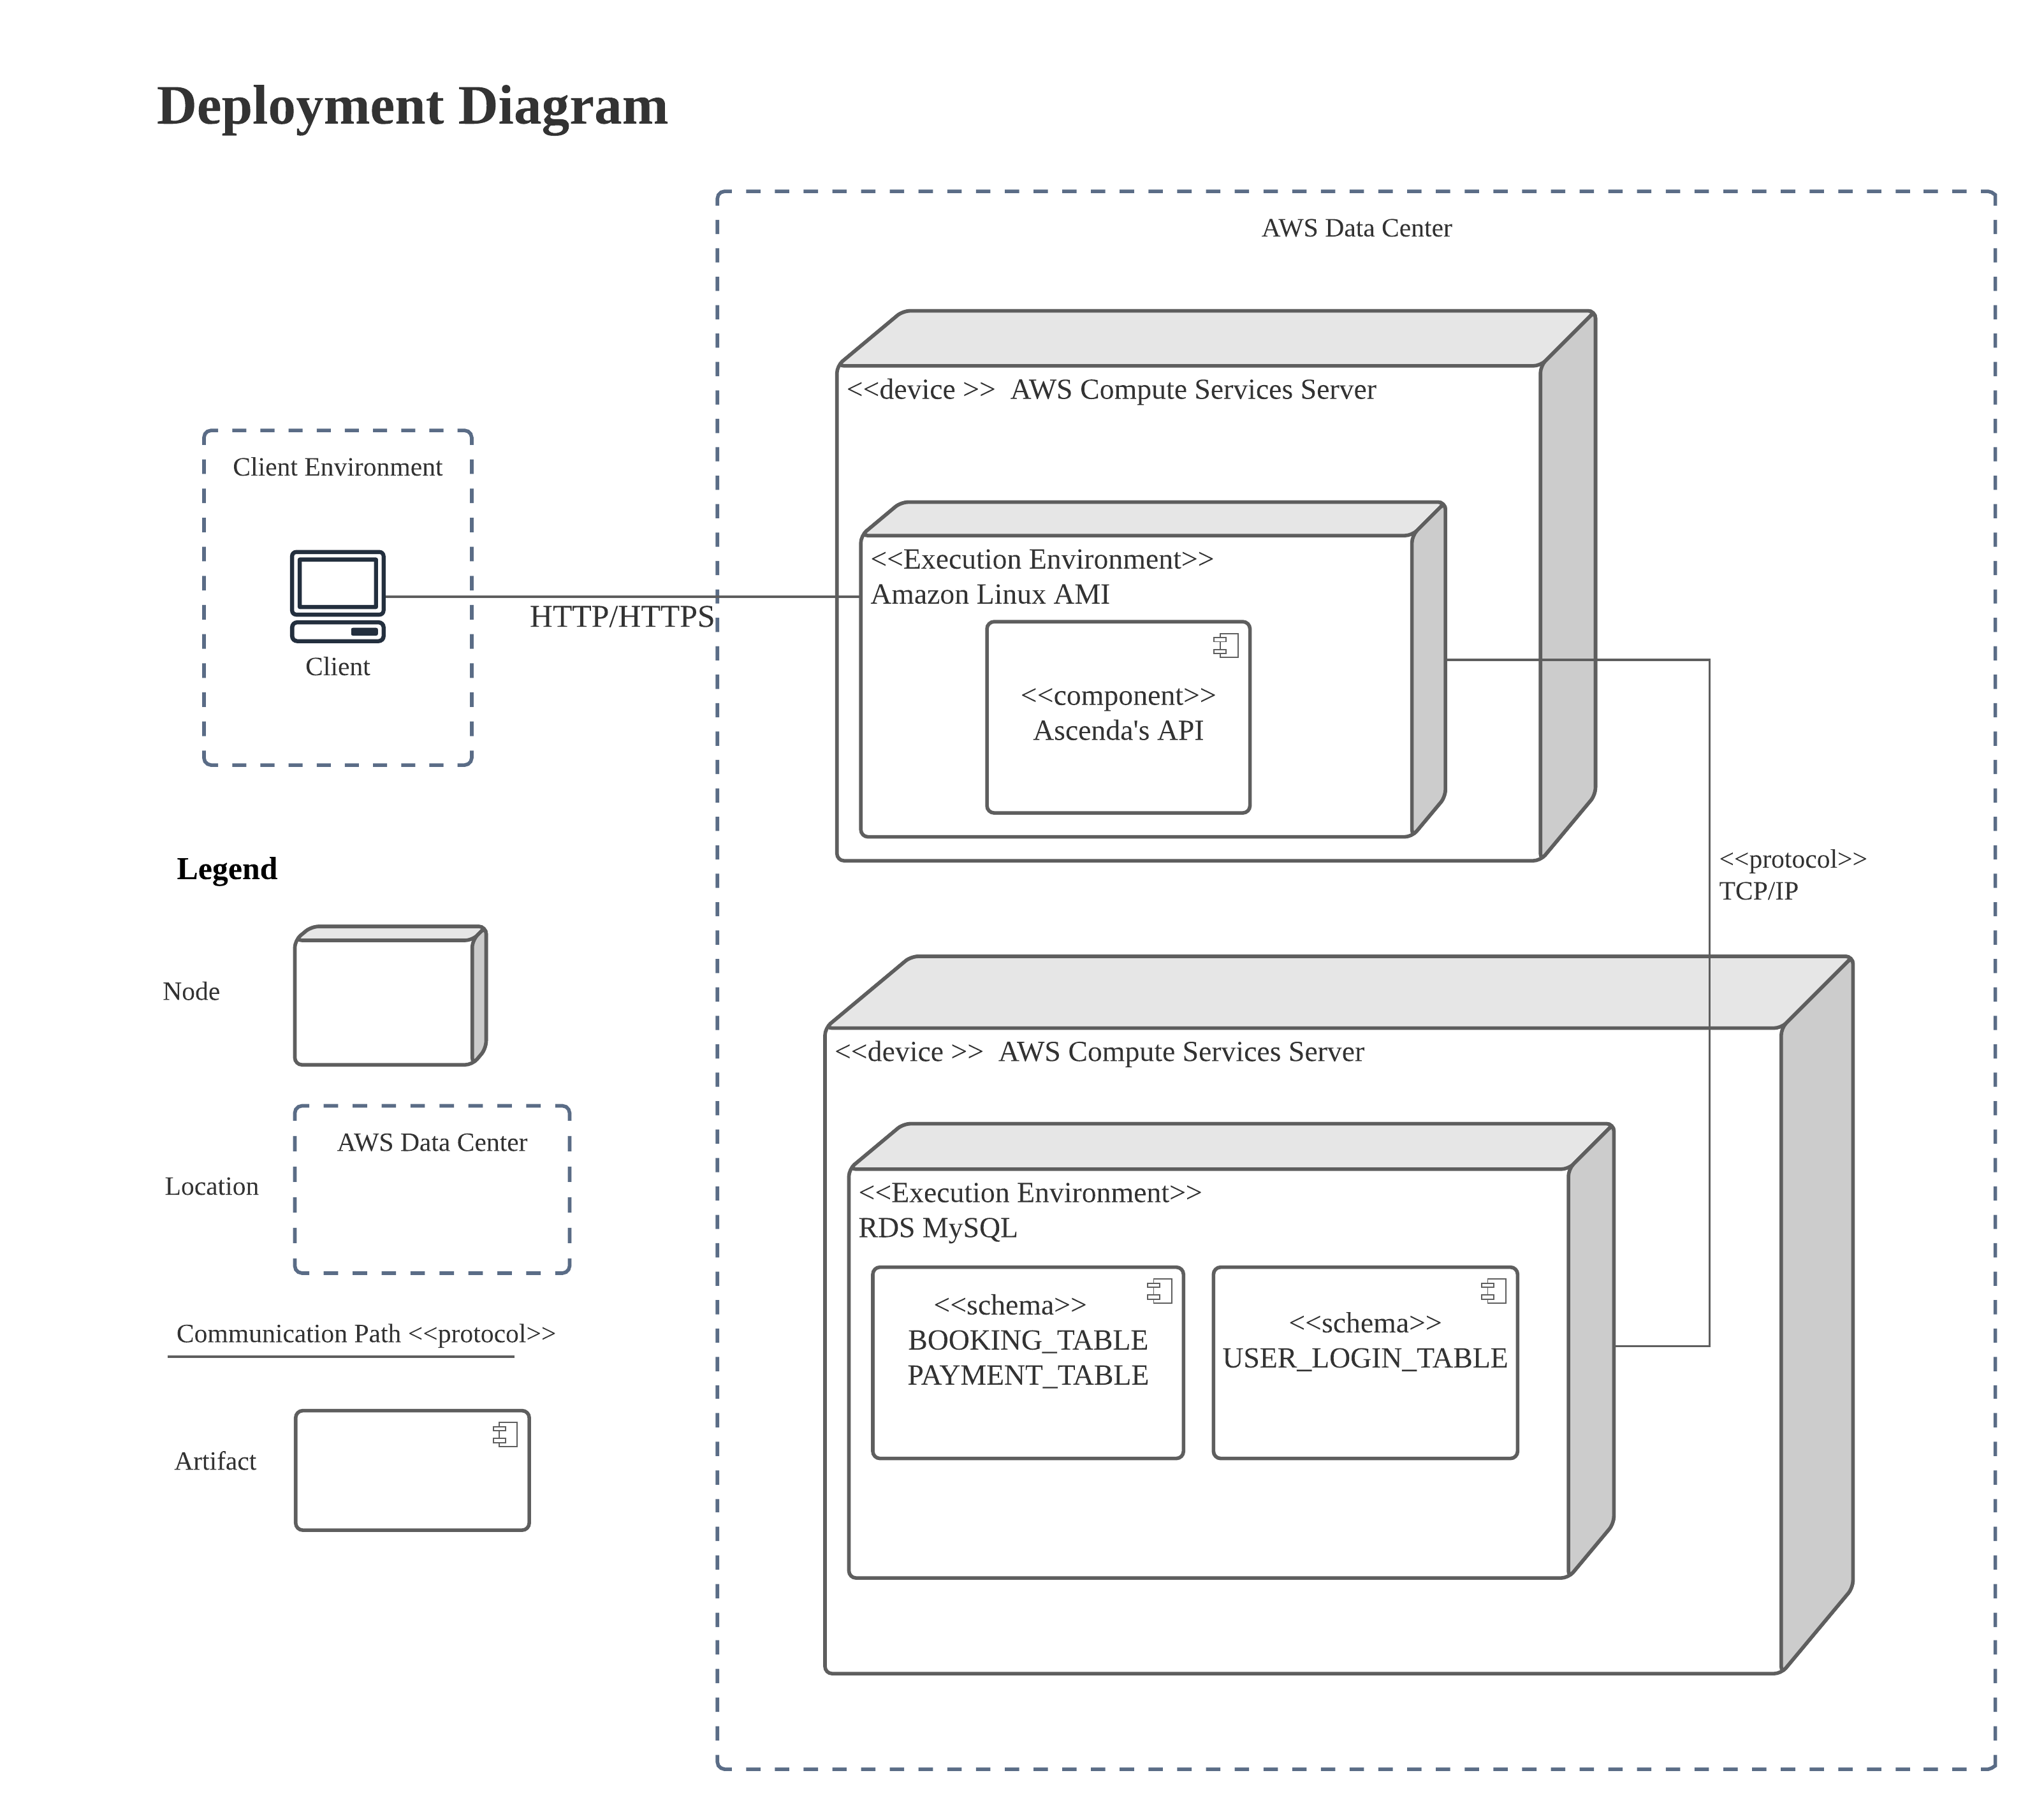 Deployment Diagram
AWS Data Center
<<device >>  AWS Compute Services Server
Client Environment
Client
HTTP/HTTPS
<<Execution Environment>>
Amazon Linux AMI
<<component>>
Ascenda's API
<<protocol>>
TCP/IP
<<device >>  AWS Compute Services Server
<<Execution Environment>>
RDS MySQL
<<schema>>
BOOKING_TABLE
PAYMENT_TABLE
<<schema>>
USER_LOGIN_TABLE
Legend
Node
Location
AWS Data Center
Communication Path <<protocol>>
Artifact